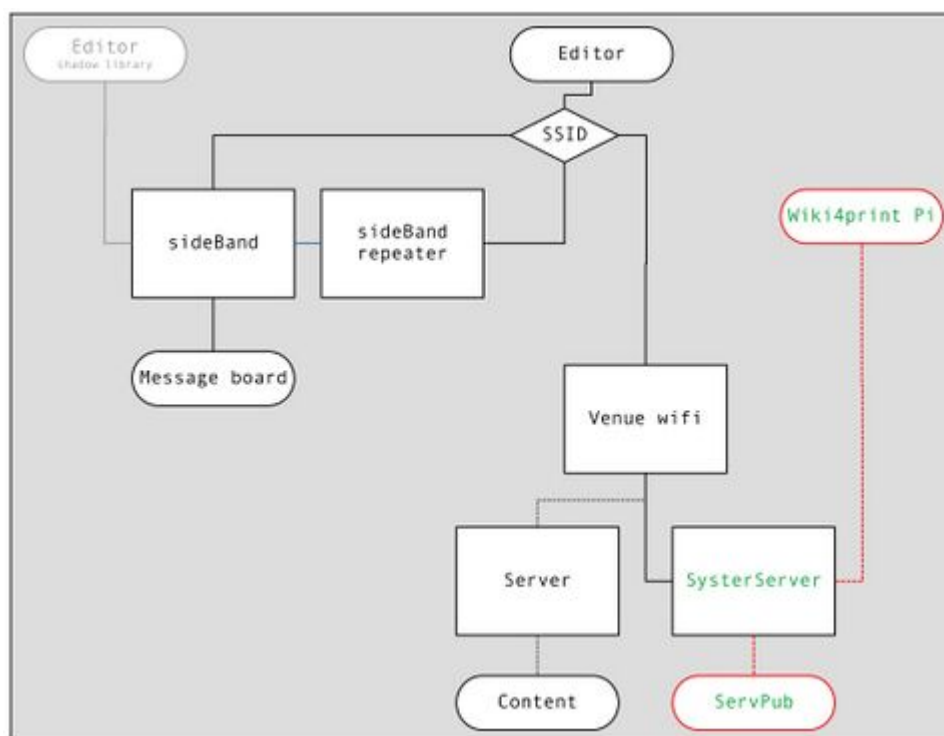 Editor
shadow library
Editor
SSID
sideBand
sideBand
repeater
Wiki4print Pi
Message board
Venue wifi
Server
SysterServer
Content
ServPub